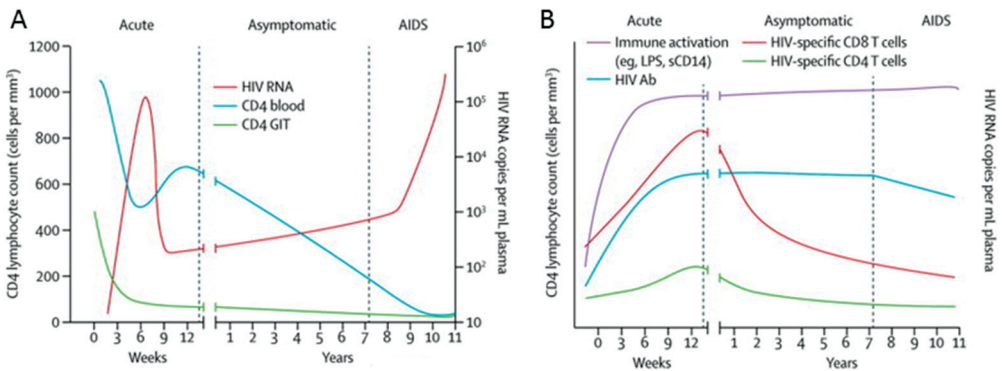 A
Acute
Asymptomatic
AIDS
CD4 lymphocyte count (cells per mm³)
1200
1000
800
600
400
200
0
HIV RNA
CD4 blood
CD4 GIT
10⁶
10⁵
10⁴
10³
10²
10
HIV RNA copies per mL plasma
0 3 6 9 12 1 2 3 4 5 6 7 8 9 10 11
Weeks
Years
B
Acute
Asymptomatic
AIDS
CD4 lymphocyte count (cells per mm³)
Immune activation
(eg, LPS, sCD14)
HIV Ab
HIV-specific CD8 T cells
HIV-specific CD4 T cells
HIV RNA copies per mL plasma
0 3 6 9 12 1 2 3 4 5 6 7 8 9 10 11
Weeks
Years